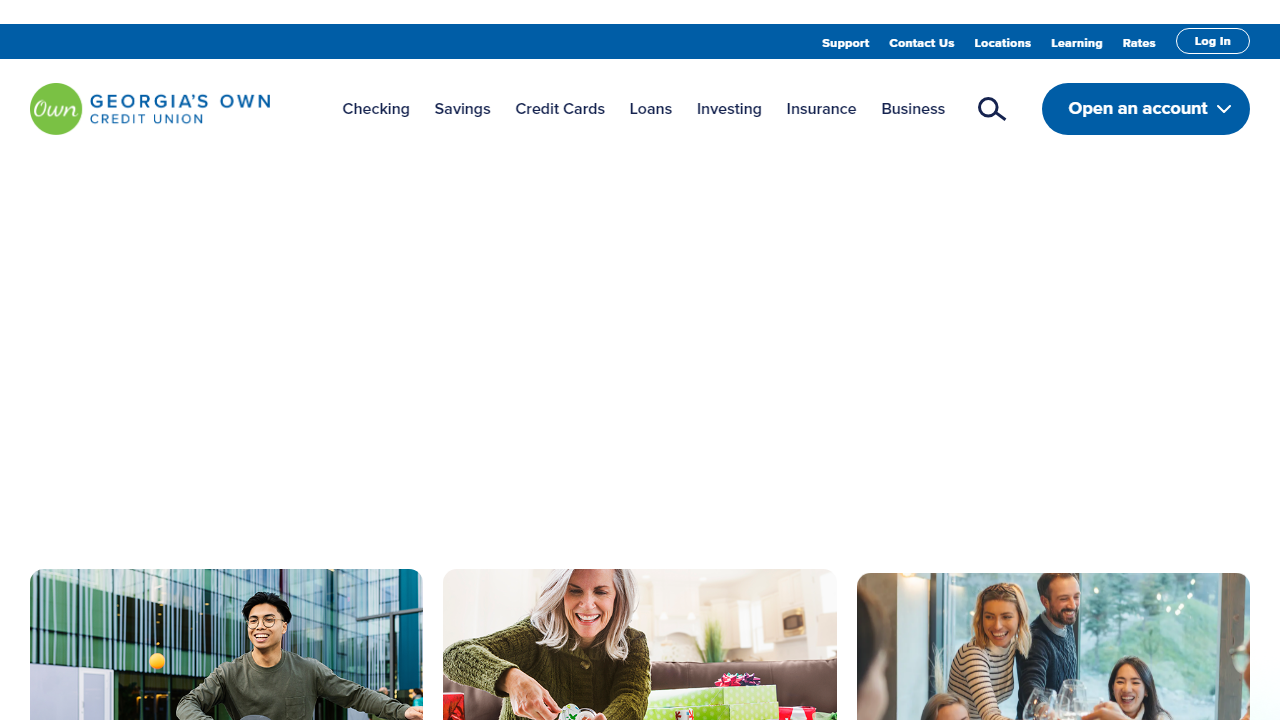 Support Contact Us Locations Learning Rates Log In
Own GEORGIA'S OWN
CREDIT UNION
Checking Savings Credit Cards Loans Investing Insurance Business Open an account